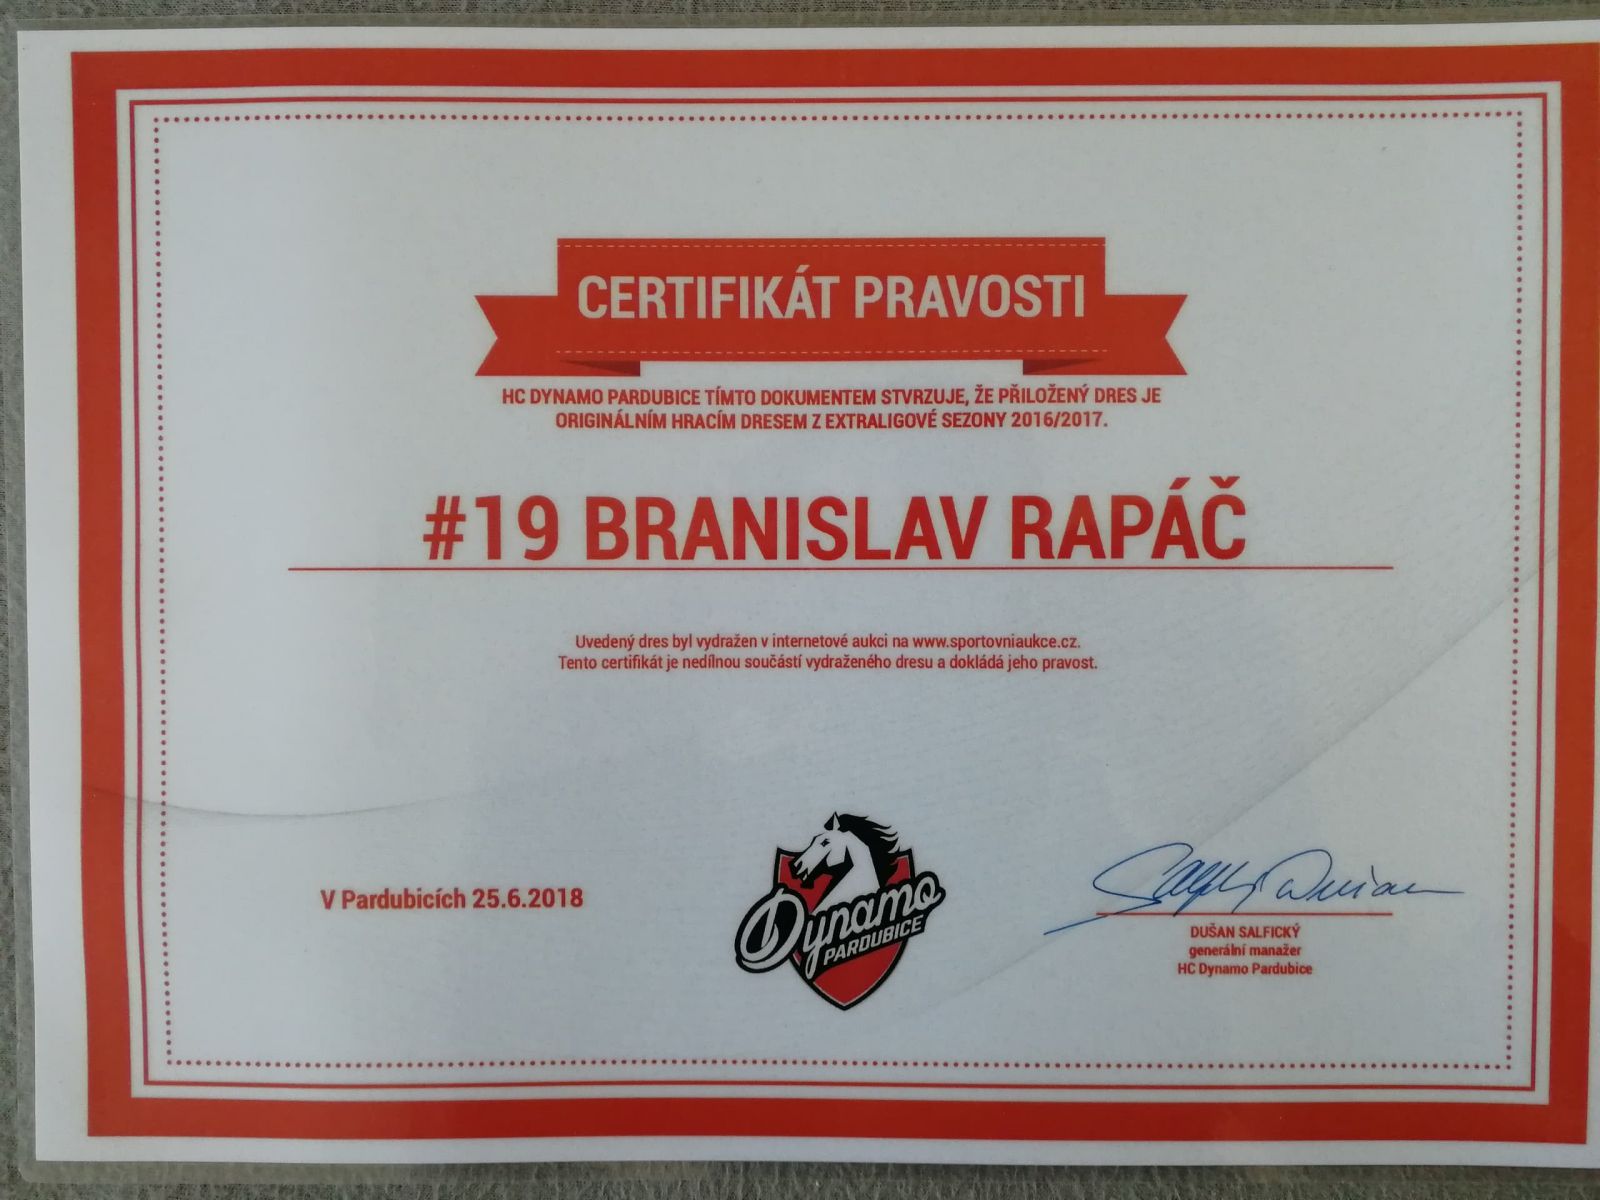 CERTIFIKÁT PRAVOSTI
HC DYNAMO PARDUBICE TÍMTO DOKUMENTEM STVRZUJE, ŽE PŘILOŽENÝ DRES JE
ORIGINÁLNÍM HRACÍM DRESEM Z EXTRALIGOVÉ SEZONY 2016/2017.
#19 BRANISLAV RAPÁČ
Uvedený dres byl vydražen v internetové aukci na www.sportovniaukce.cz.
Tento certifikát je nedílnou součástí vydraženého dresu a dokládá jeho pravost.
V Pardubicích 25.6.2018
Dynamo
PARDUBICE
DUŠAN SALFICKÝ
generální manažer
HC Dynamo Pardubice